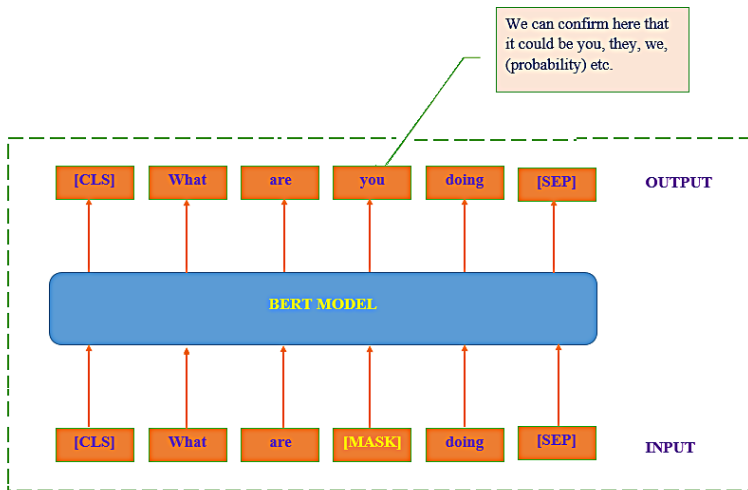 We can confirm here that
it could be you, they, we,
(probability) etc.
[CLS] What are you doing [SEP] OUTPUT
BERT MODEL
[CLS] What are [MASK] doing [SEP] INPUT